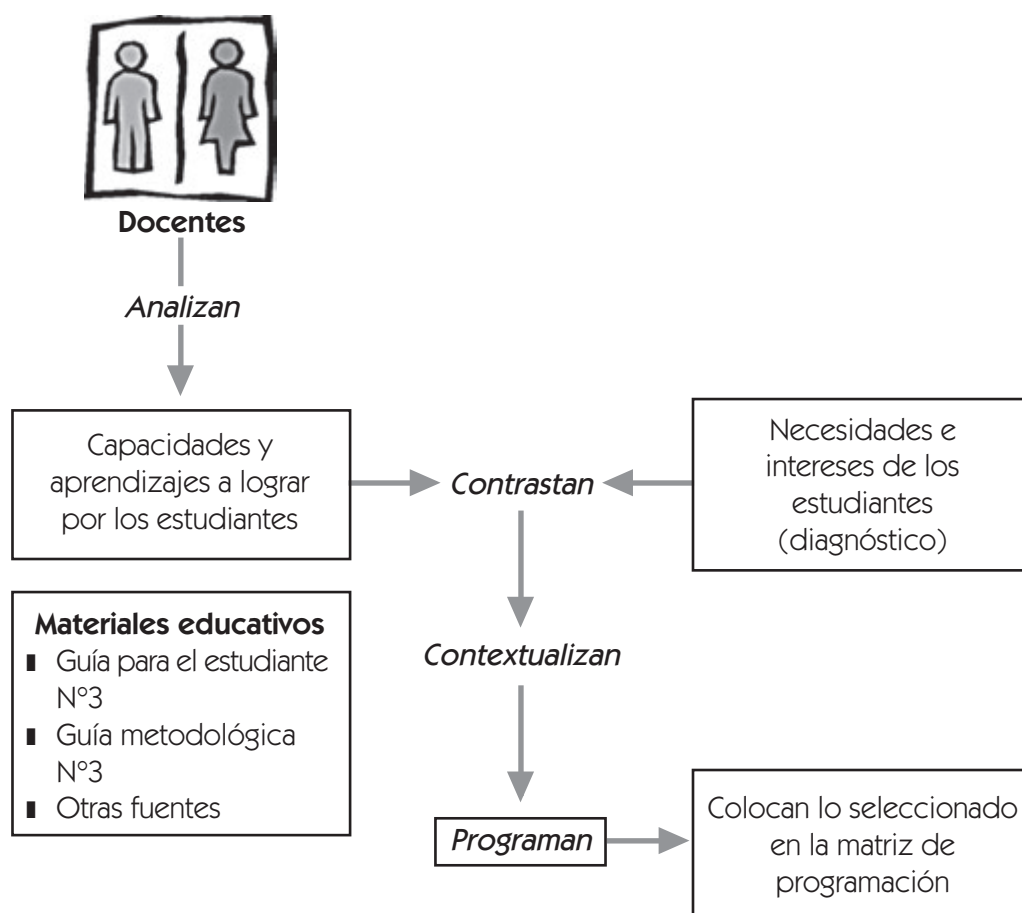 Docentes
Analizan
Capacidades y
aprendizajes a lograr
por los estudiantes
Contrastan
Necesidades e
intereses de los
estudiantes
(diagnóstico)
Materiales educativos
▮ Guía para el estudiante
N°3
▮ Guía metodológica
N°3
▮ Otras fuentes
Contextualizan
Programan
Colocan lo seleccionado
en la matriz de
programación